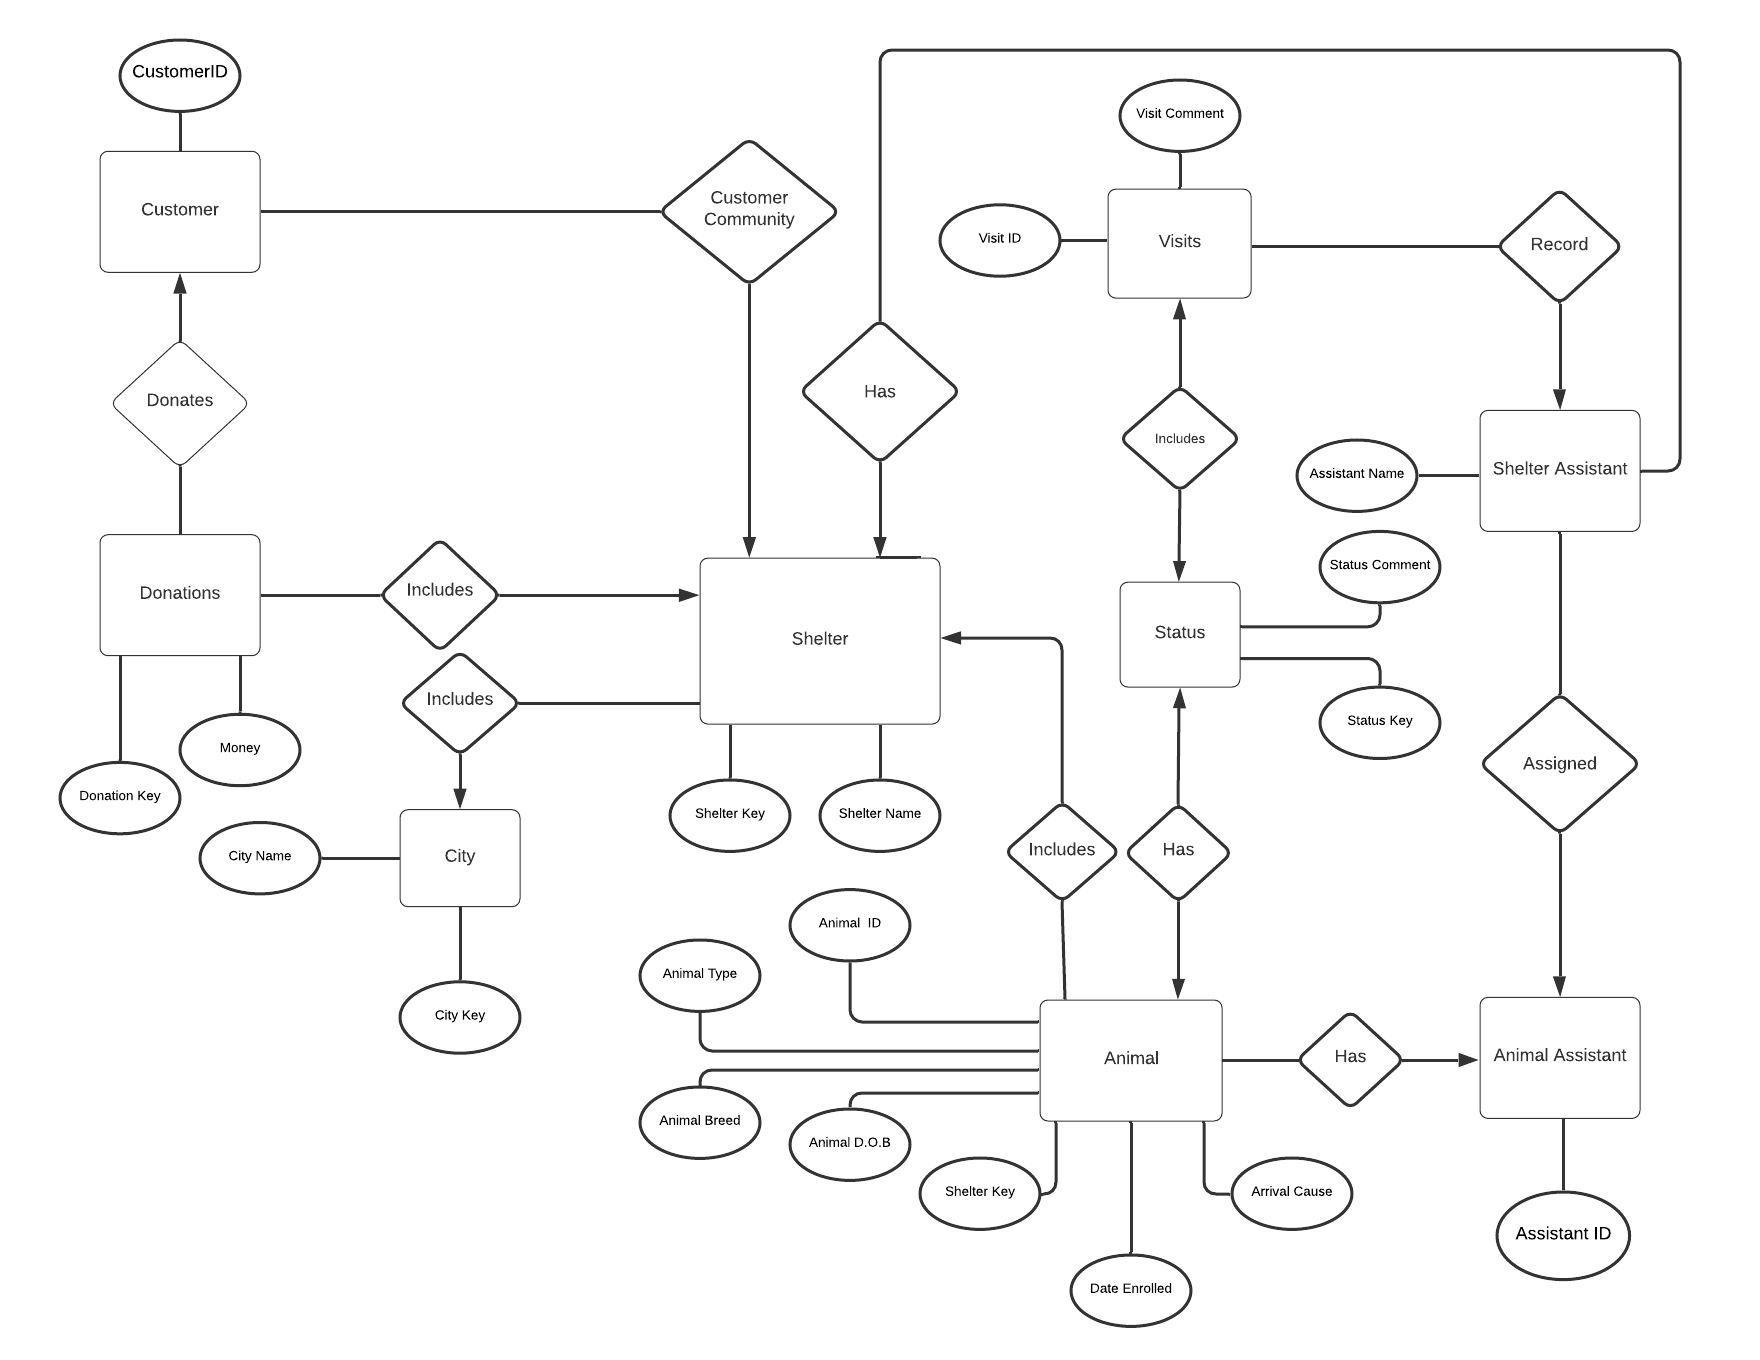 CustomerID
Visit Comment
Customer
Community
Customer
Visit ID
Visits
Record
Donates
Has
Includes
Shelter Assistant
Assistant Name
Status Comment
Donations
Includes
Shelter
Status
Includes
Status Key
Money
Donation Key
Assigned
Shelter Key
Shelter Name
City Name
City
Includes
Has
Animal  ID
Animal Type
City Key
Animal
Has
Animal Assistant
Animal Breed
Animal D.O.B
Shelter Key
Arrival Cause
Assistant ID
Date Enrolled